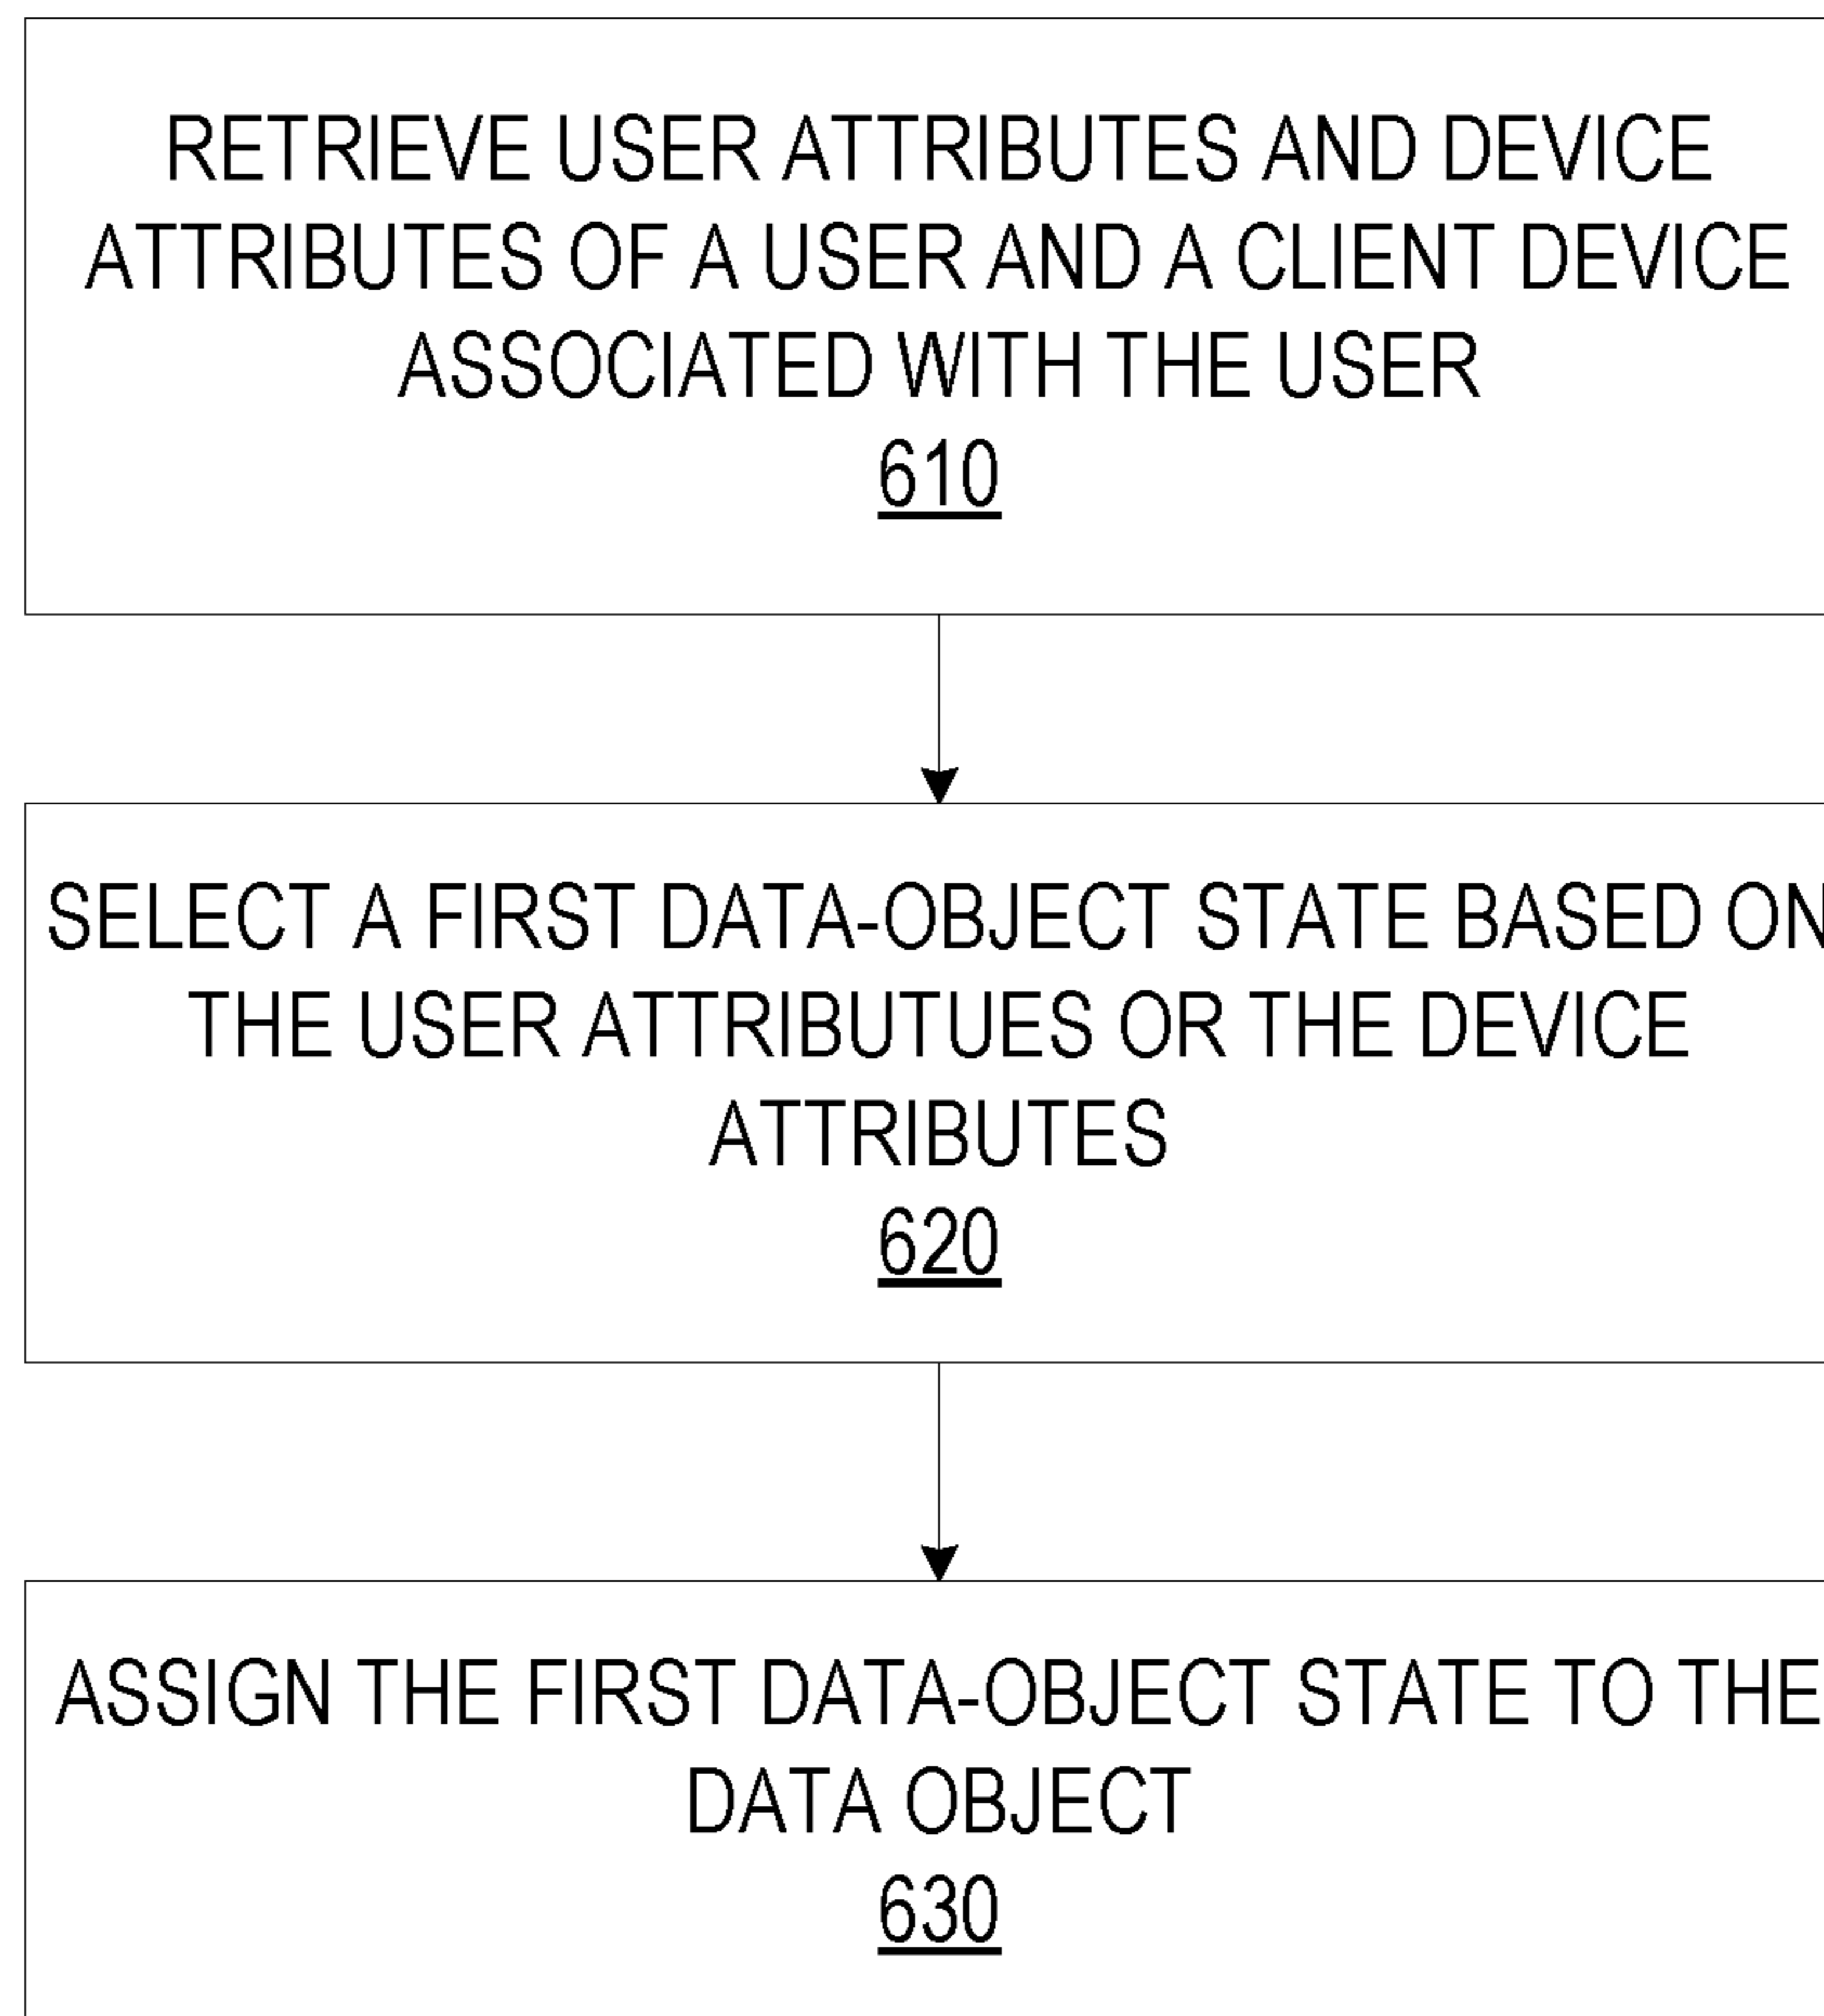 RETRIEVE USER ATTRIBUTES AND DEVICE
ATTRIBUTES OF A USER AND A CLIENT DEVICE
ASSOCIATED WITH THE USER
610
SELECT A FIRST DATA-OBJECT STATE BASED ON
THE USER ATTRIBUTUES OR THE DEVICE
ATTRIBUTES
620
ASSIGN THE FIRST DATA-OBJECT STATE TO THE
DATA OBJECT
630